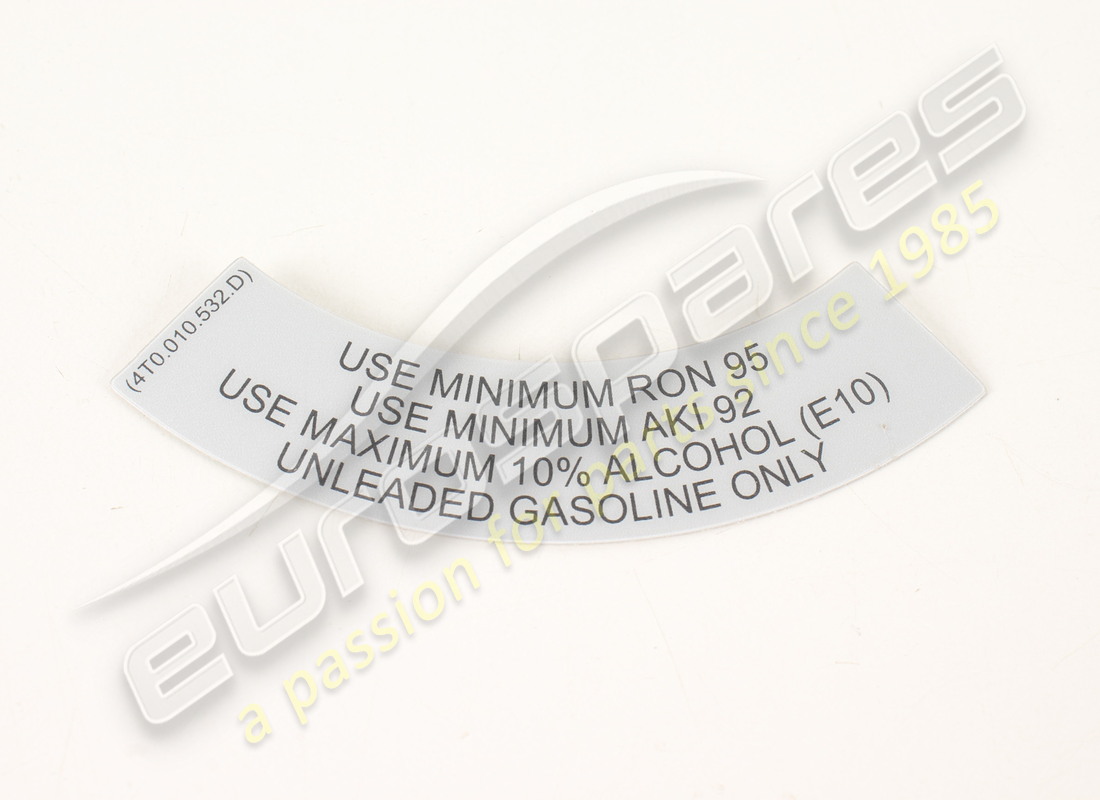 (4T0.010.532.D)
USE MINIMUM RON 95
USE MINIMUM AKI 92
USE MAXIMUM 10% ALCOHOL (E10)
UNLEADED GASOLINE ONLY
eurospares
a passion for parts since 1985